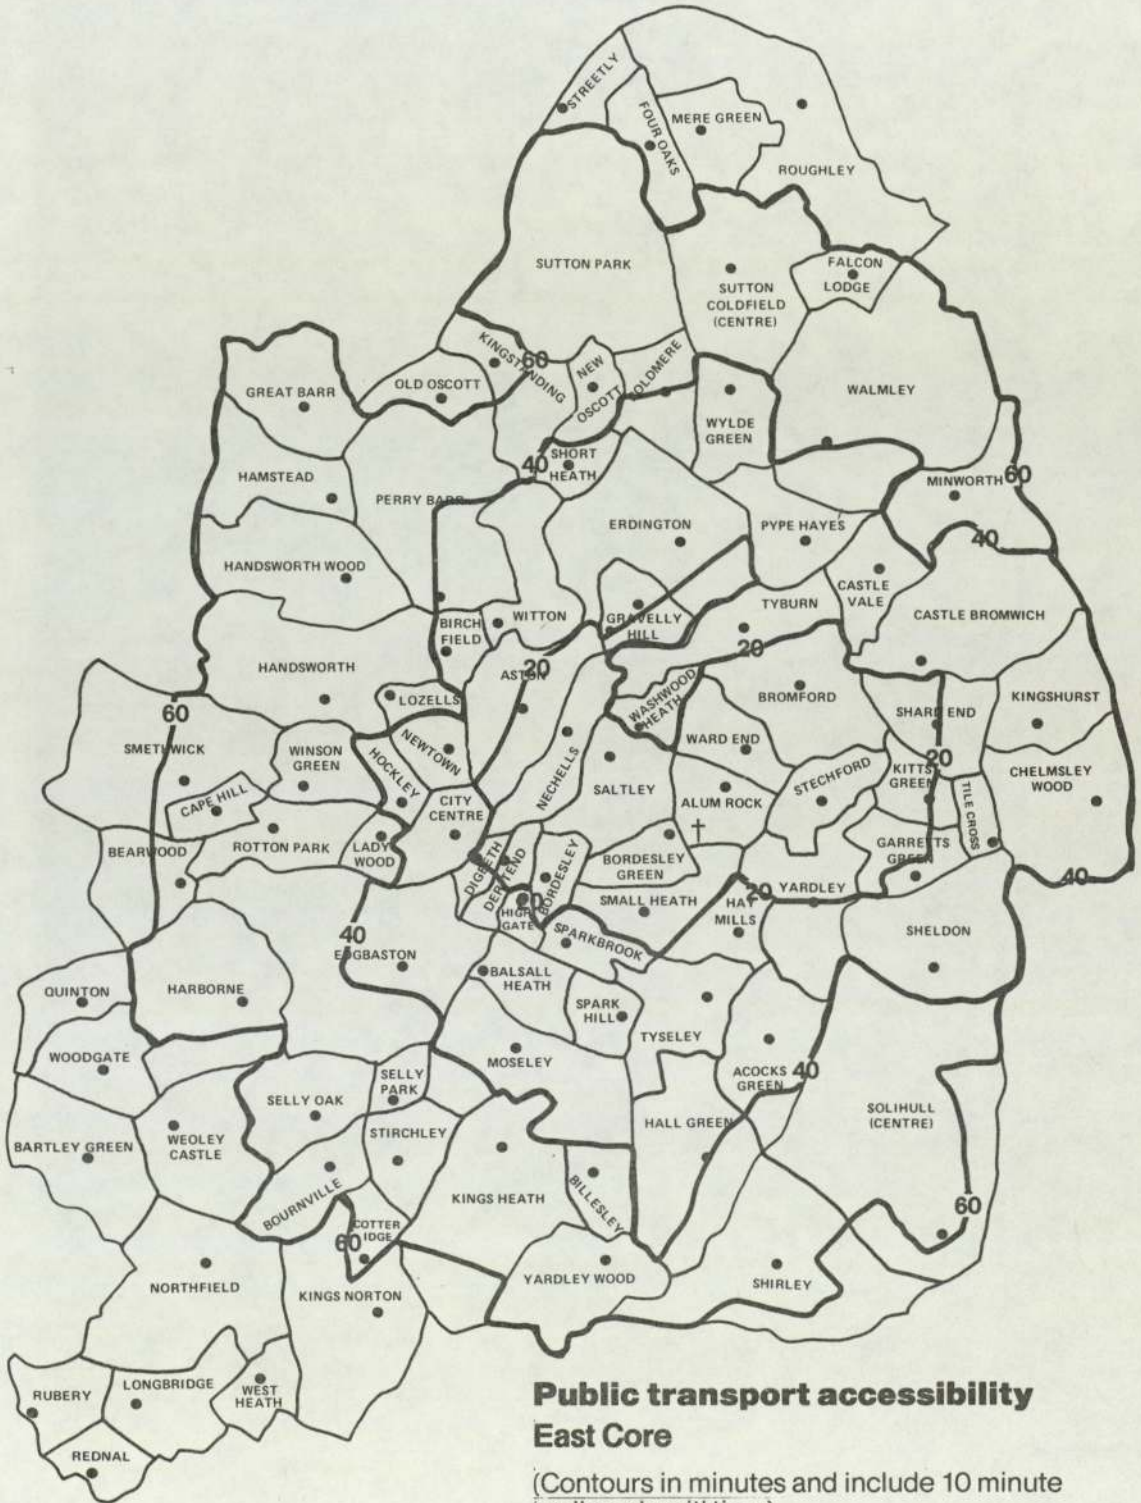 STREETLY
FOUR OAKS
MERE GREEN
ROUGHLEY
SUTTON PARK
SUTTON
COLDFIELD
(CENTRE)
FALCON
LODGE
KINGSTANDING
60
NEW
OSCOTT
OLDMERE
OLD OSCOTT
GREAT BARR
WALMLEY
WYLDE
GREEN
HAMSTEAD
40
SHORT
HEATH
MINWORTH
60
PERRY BARR
ERDINGTON
PYPE HAYES
40
HANDSWORTH WOOD
CASTLE
VALE
TYBURN
CASTLE BROMWICH
BIRCH
FIELD
WITTON
GRAVELLY
HILL
20
HANDSWORTH
ASTON
20
WASHWOOD
HEATH
BROMFORD
LOZELLS
SHARD END
KINGSHURST
60
SMETHWICK
WINSON
GREEN
HOCKLEY
NEWTOWN
NECHELLS
WARD END
20
KITTS
GREEN
CHELMSLEY
WOOD
CAPE HILL
CITY
CENTRE
SALTLEY
ALUM ROCK
STECHFORD
TILE CROSS
BEARWOOD
ROTTON PARK
LADY
WOOD
DIGBETH
DERITEND
BORDESLEY
BORDESLEY
GREEN
GARRETTS
GREEN
40
HIGH
GATE
20
SMALL HEATH
20
HAY
MILLS
YARDLEY
SHELDON
40
EDGBASTON
SPARKBROOK
QUINTON
HARBORNE
BALSALL
HEATH
SPARK
HILL
TYSELEY
WOODGATE
MOSELEY
ACOCKS
GREEN
40
SELLY OAK
SELLY
PARK
HALL GREEN
SOLIHULL
(CENTRE)
BARTLEY GREEN
WEOLEY
CASTLE
STIRCHLEY
BOURNVILLE
KINGS HEATH
BILLESLEY
60
COTTER
IDGE
60
NORTHFIELD
KINGS NORTON
YARDLEY WOOD
SHIRLEY
RUBERY
LONGBRIDGE
WEST
HEATH
REDNAL
Public transport accessibility
East Core
(Contours in minutes and include 10 minute